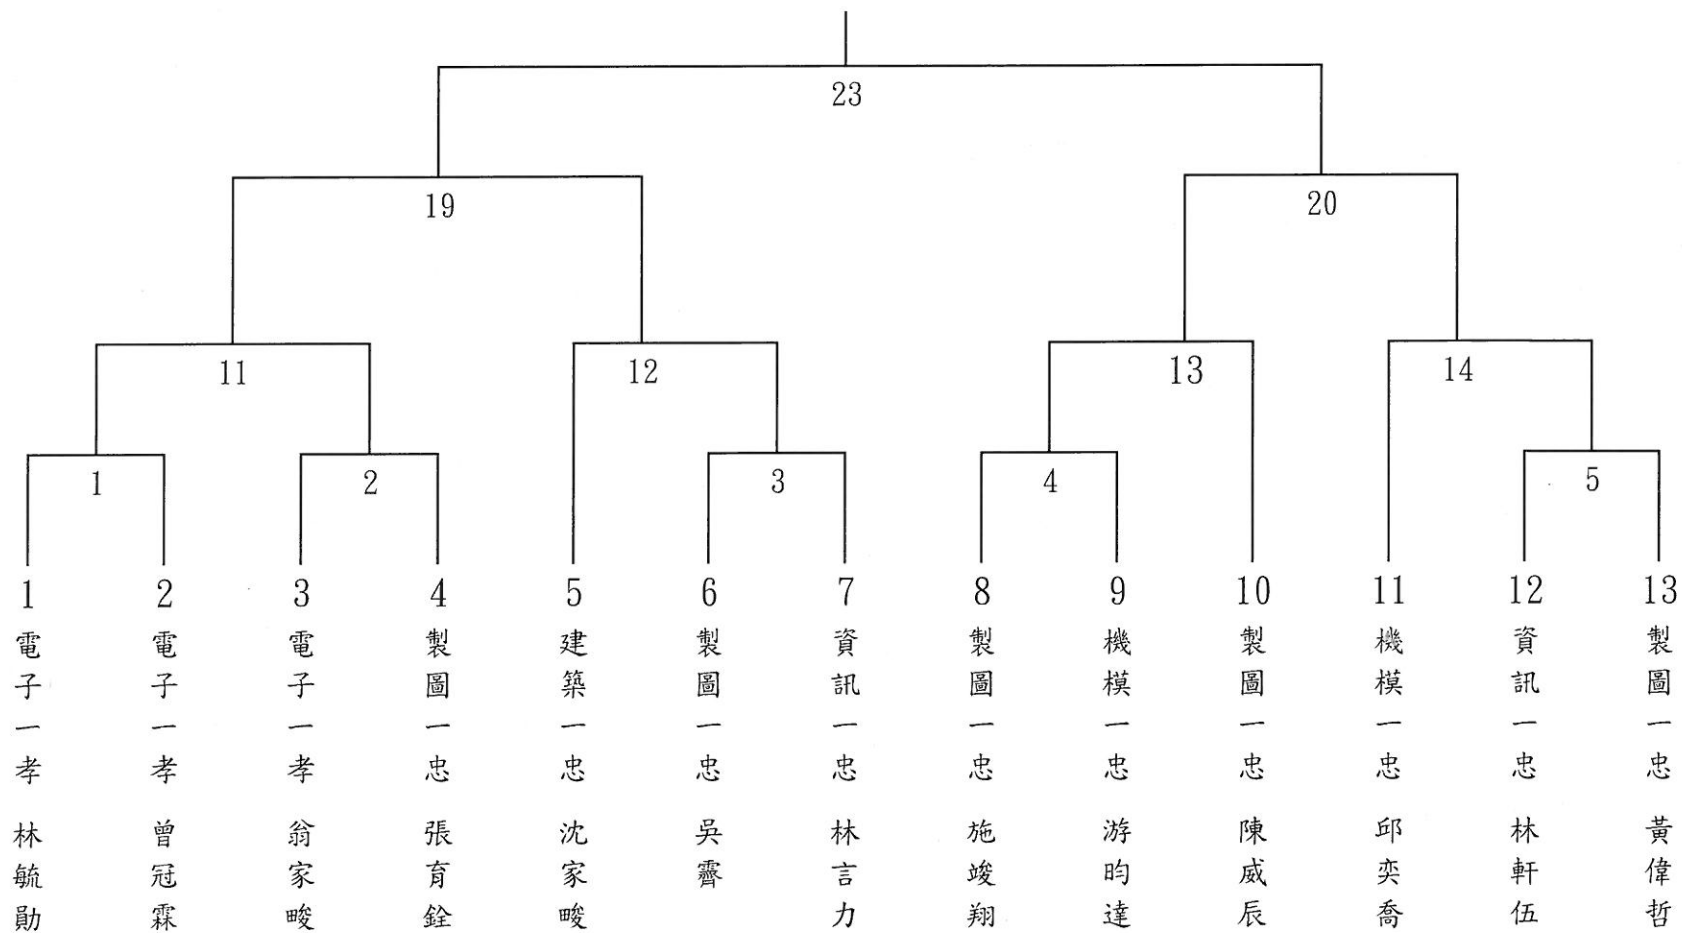 23
19
20
11
12
13
14
1
2
3
4
5
1
電子一孝
林毓勛
2
電子一孝
曾冠霖
3
電子一孝
翁家畯
4
製圖一忠
張育銓
5
建築一忠
沈家畯
6
製圖一忠
吳霽
7
資訊一忠
林言力
8
製圖一忠
施竣翔
9
機模一忠
游昀達
10
製圖一忠
陳威辰
11
機模一忠
邱奕喬
12
資訊一忠
林軒伍
13
製圖一忠
黃偉哲